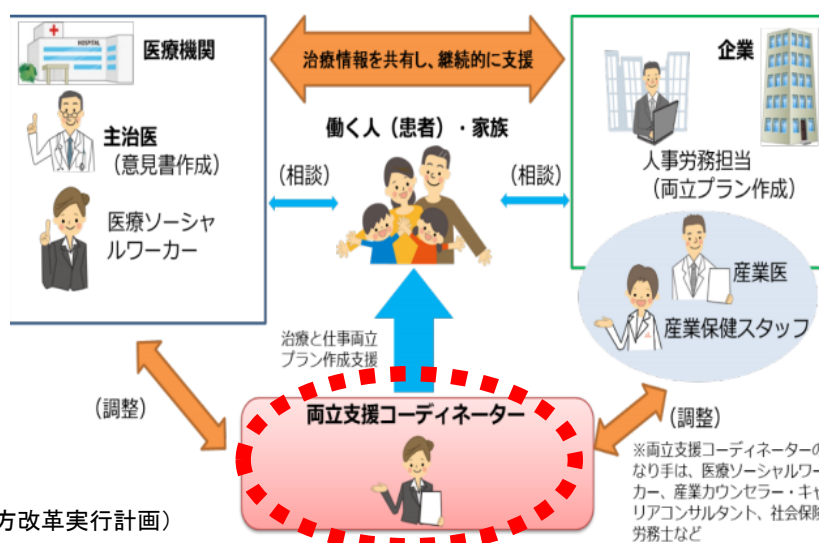 医療機関
HOSPITAL
治療情報を共有し、継続的に支援
企業
主治医
（意見書作成）
医療ソーシャ
ルワーカー
働く人（患者）・家族
（相談）
（相談）
人事労務担当
（両立プラン作成）
産業医
産業保健スタッフ
治療と仕事両立
プラン作成支援
（調整）
両立支援コーディネーター
（調整）
※両立支援コーディネーターの
なり手は、医療ソーシャルワー
カー、産業カウンセラー・キャ
リアコンサルタント、社会保険
労務士など
方改革実行計画）